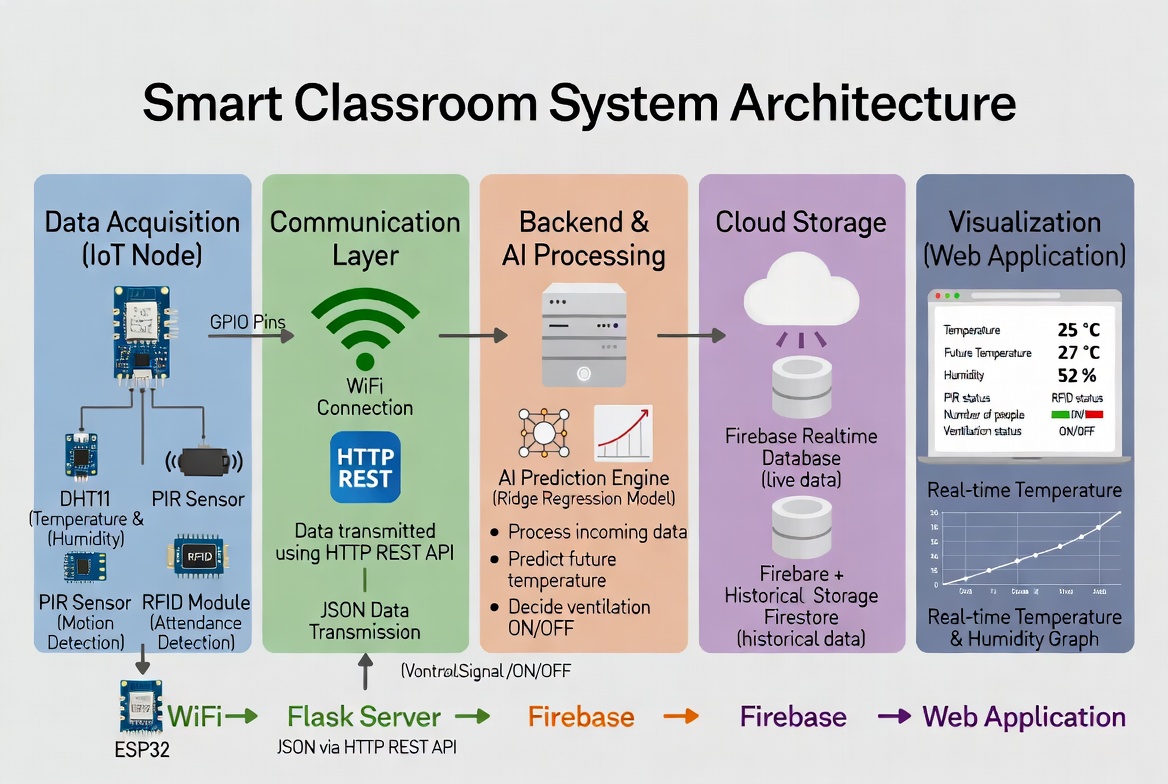 Smart Classroom System Architecture
Data Acquisition
(IoT Node)
GPIO Pins
DHT11
(Temperature &
(Humidity)
PIR Sensor
PIR Sensor
(Motion
Detection)
RFID
RFID Module
(Attendance
Detection)
Communication
Layer
WiFi
Connection
HTTP
REST
Data transmitted
using HTTP REST API
JSON Data
Transmission
Backend &
AI Processing
AI Prediction Engine
(Ridge Regression Model)
• Process incoming data
• Predict future
temperature
• Decide ventilation
ON/OFF
Cloud Storage
Firebase Realtime
Database
(live data)
Firebare +
Historical Storage
Firestore
(historical data)
Visualization
(Web Application)
Temperature 25 °C
Future Temperature 27 °C
Humidity 52 %
PIR status RFID status
Number of people
Ventilation status ON/OFF
Real-time Temperature
Real-time Temperature
& Humidity Graph
(VontralSignal /ON/OFF
WiFi Flask Server Firebase Firebase Web Application
ESP32
JSON via HTTP REST API